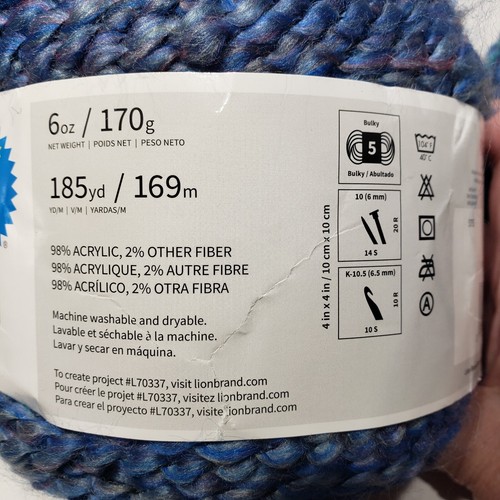 6oz / 170g
NET WEIGHT | POIDS NET | PESO NETO
185yd / 169m
YD/M | V/M | YARDAS/M
98% ACRYLIC, 2% OTHER FIBER
98% ACRYLIQUE, 2% AUTRE FIBRE
98% ACRÍLICO, 2% OTRA FIBRA
Machine washable and dryable.
Lavable et séchable à la machine.
Lavar y secar en máquina.
To create project #L70337, visit lionbrand.com
Pour créer le projet #L70337, visitez lionbrand.com
Para crear el proyecto #L70337, visite lionbrand.com
4 in x 4 in / 10 cm x 10 cm
Bulky
5
Bulky / Abultado
10 (6 mm)
20 R
14 S
K-10.5 (6.5 mm)
10 R
10 S
104° F
40° C
A
®